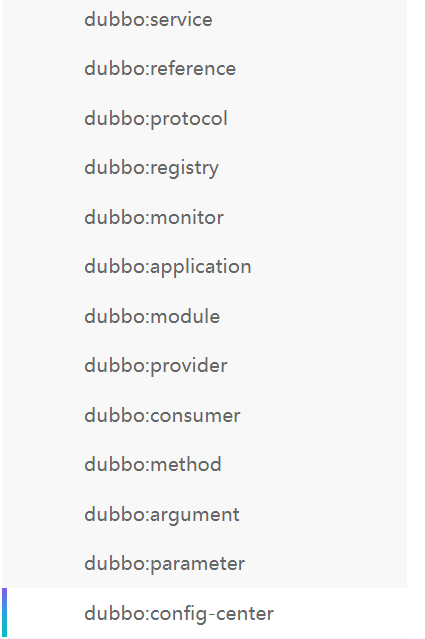 dubbo:service
dubbo:reference
dubbo:protocol
dubbo:registry
dubbo:monitor
dubbo:application
dubbo:module
dubbo:provider
dubbo:consumer
dubbo:method
dubbo:argument
dubbo:parameter
dubbo:config-center